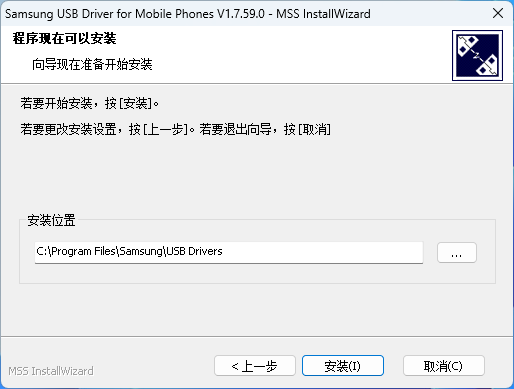 Samsung USB Driver for Mobile Phones V1.7.59.0 - MSS InstallWizard
程序现在可以安装
向导现在准备开始安装
若要开始安装，按[安装]。
若要更改安装设置，按[上一步]。若要退出向导，按[取消]
安装位置
C:\Program Files\Samsung\USB Drivers
...
MSS InstallWizard
< 上一步
安装(I)
取消(C)